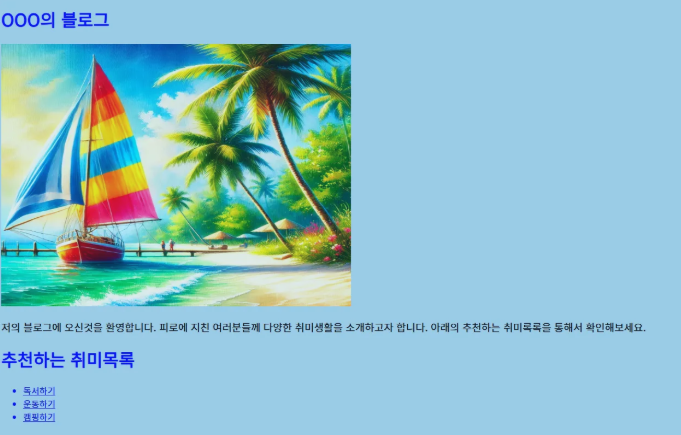 OOO의 블로그
저의 블로그에 오신것을 환영합니다. 피로에 지친 여러분들께 다양한 취미생활을 소개하고자 합니다. 아래의 추천하는 취미록록을 통해서 확인해보세요.
추천하는 취미목록
독서하기
운동하기
캠핑하기